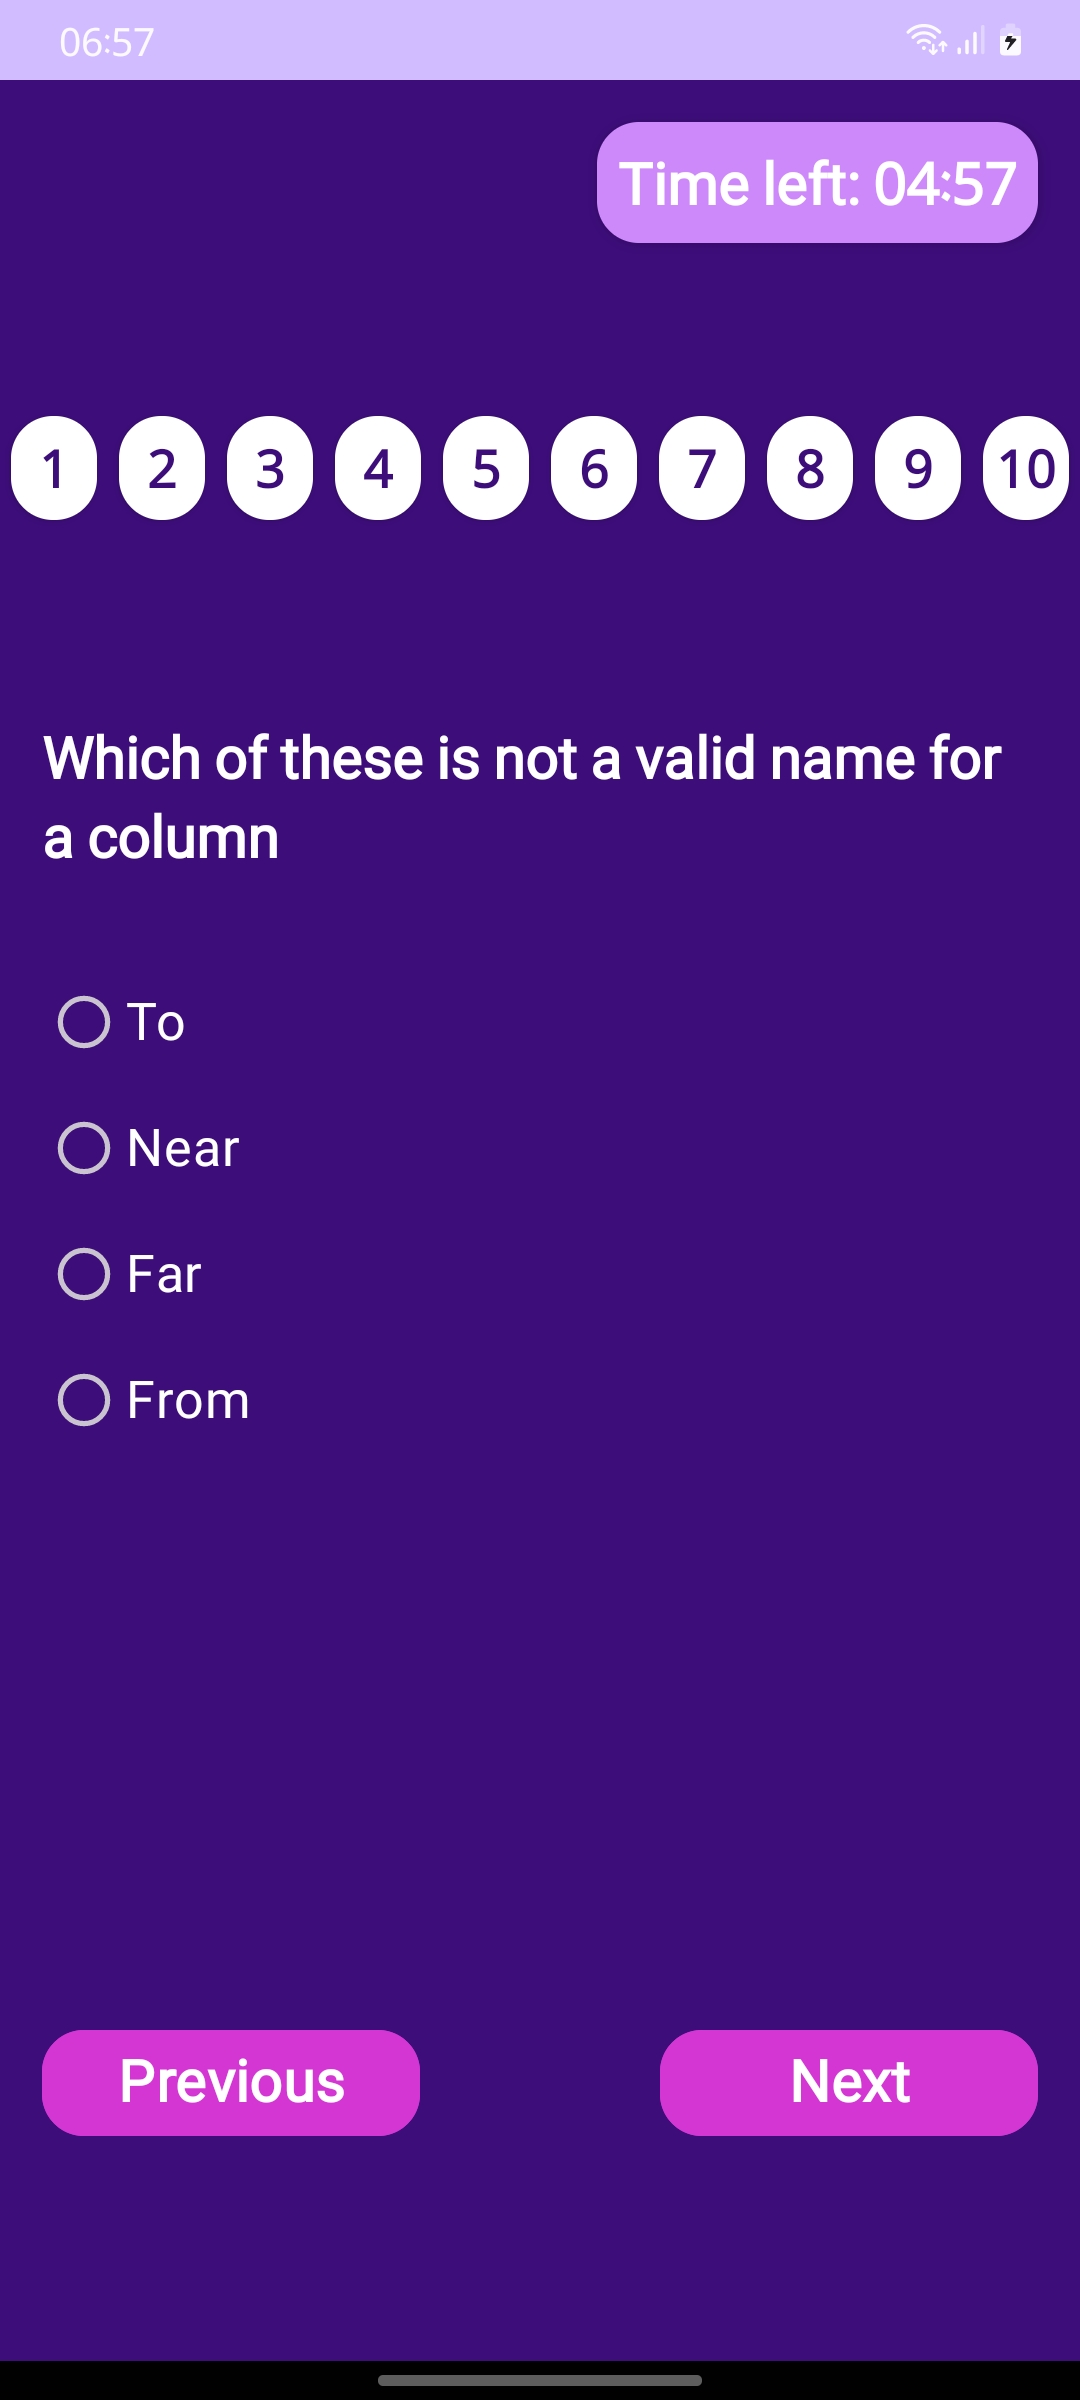 06:57
Time left: 04:57
1 2 3 4 5 6 7 8 9 10
Which of these is not a valid name for
a column
To
Near
Far
From
Previous Next